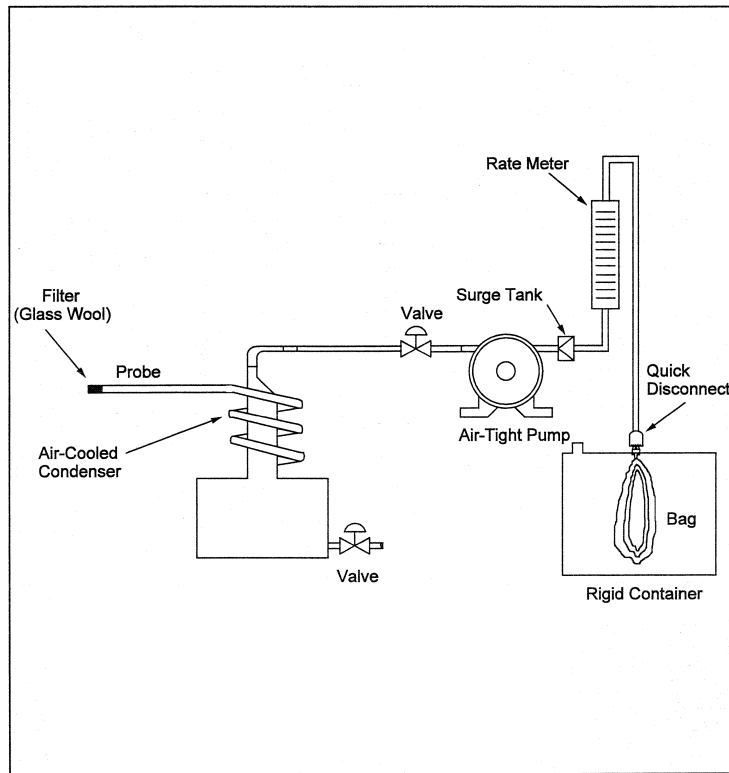 Rate Meter
Surge Tank
Valve
Filter
(Glass Wool)
Probe
Quick
Disconnect
Air-Cooled
Condenser
Air-Tight Pump
Bag
Valve
Rigid Container